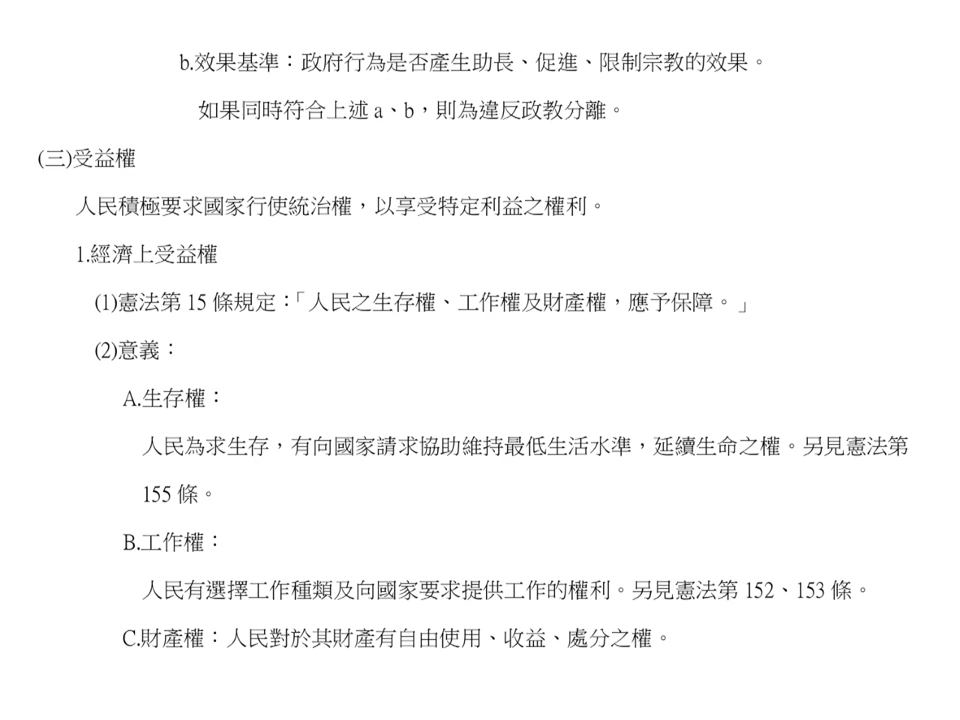 b.效果基準：政府行為是否產生助長、促進、限制宗教的效果。
如果同時符合上述 a、b，則為違反政教分離。
(三)受益權
人民積極要求國家行使統治權，以享受特定利益之權利。
1.經濟上受益權
(1)憲法第 15 條規定：「人民之生存權、工作權及財產權，應予保障。」
(2)意義：
A.生存權：
人民為求生存，有向國家請求協助維持最低生活水準，延續生命之權。另見憲法第
155 條。
B.工作權：
人民有選擇工作種類及向國家要求提供工作的權利。另見憲法第 152、153 條。
C.財產權：人民對於其財產有自由使用、收益、處分之權。